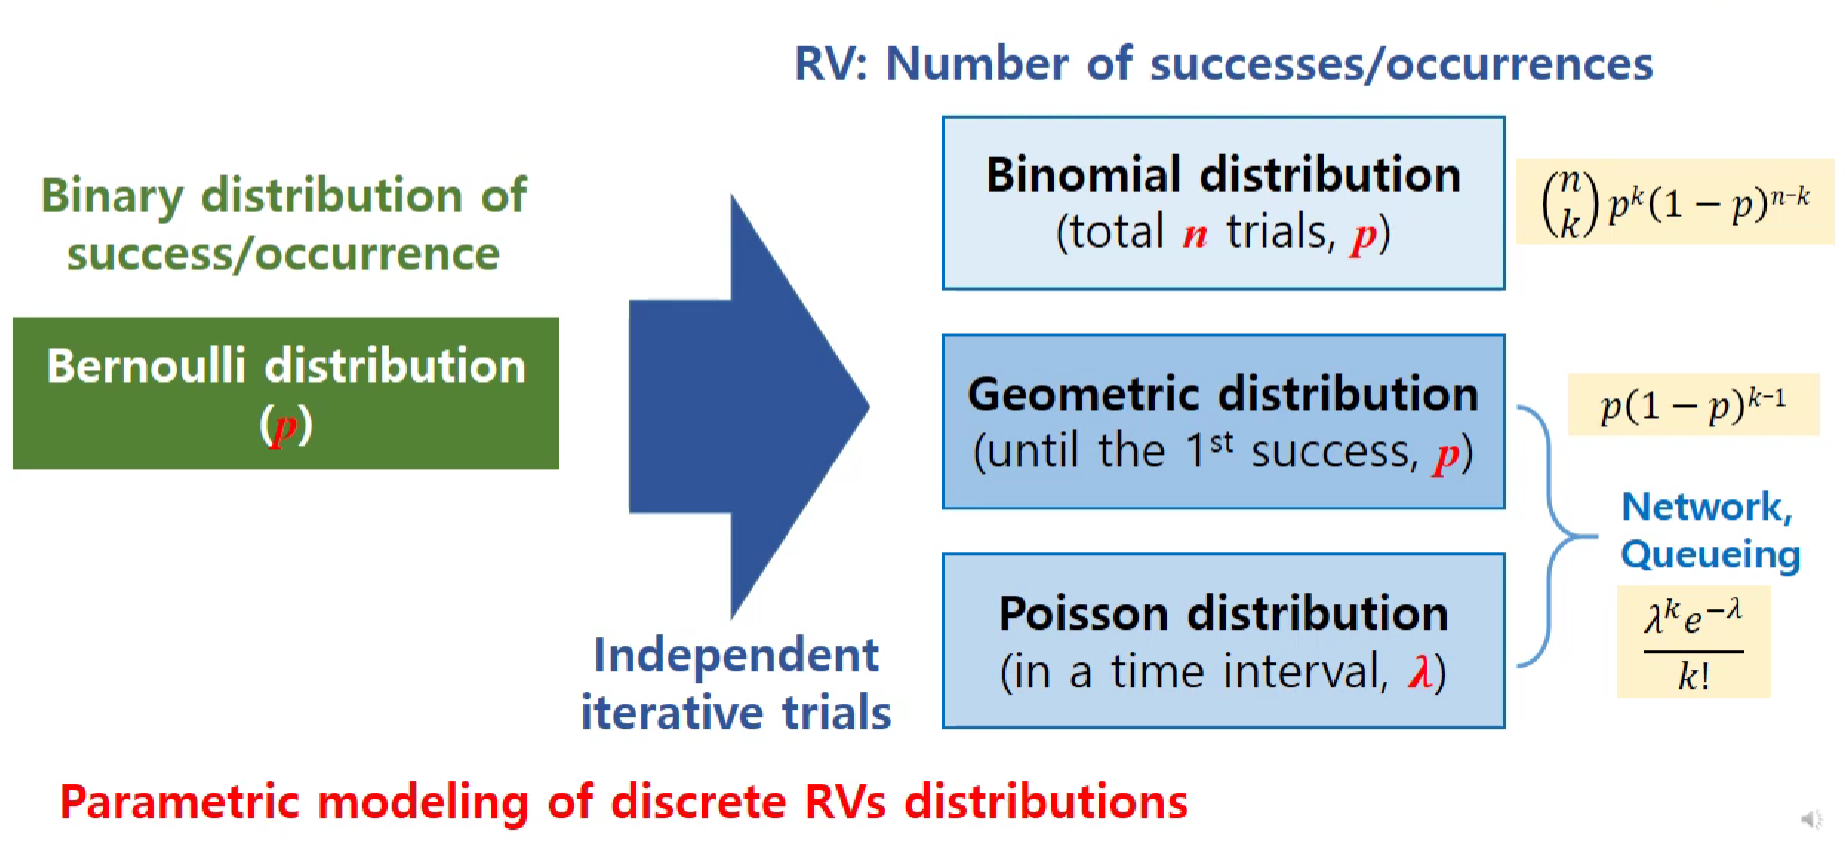 RV: Number of successes/occurrences
Binary distribution of
success/occurrence
Bernoulli distribution
(p)
Independent
iterative trials
Binomial distribution
(total n trials, p)
$\binom{n}{k} p^k (1-p)^{n-k}$
Geometric distribution
(until the 1st success, p)
$p(1-p)^{k-1}$
Network,
Queueing
Poisson distribution
(in a time interval, λ)
$\frac{\lambda^k e^{-\lambda}}{k!}$
Parametric modeling of discrete RVs distributions